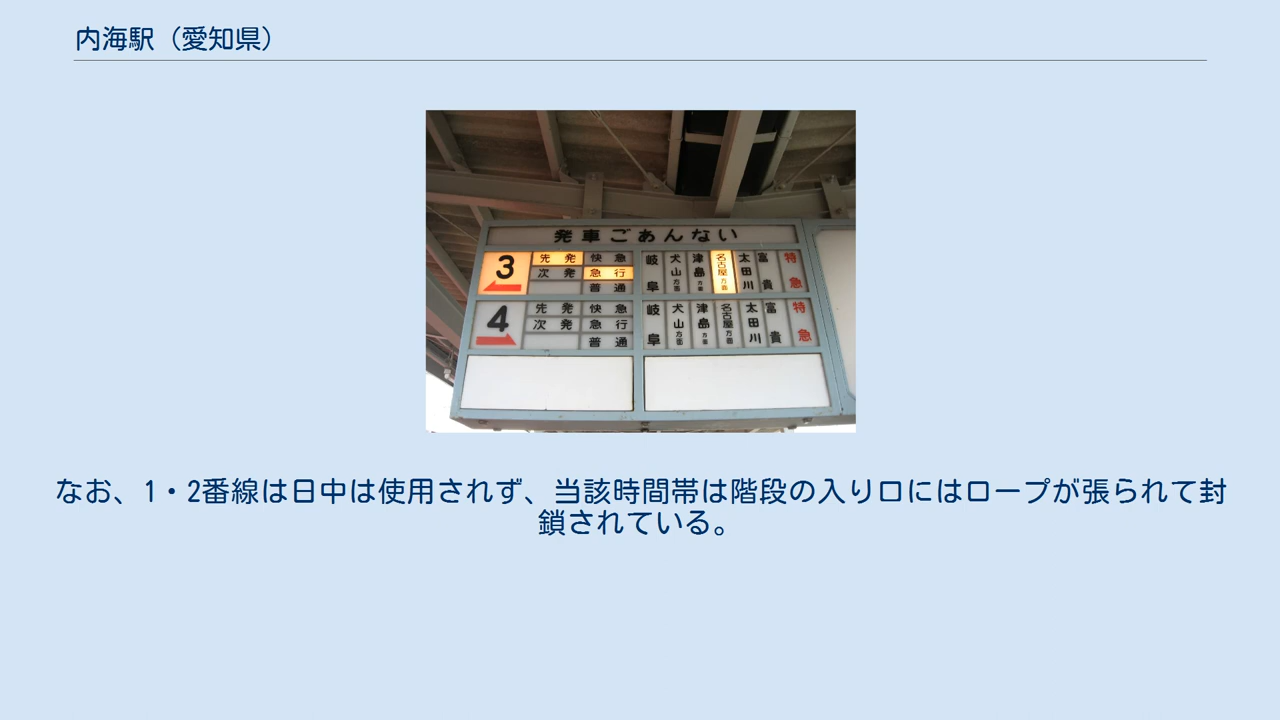 内海駅（愛知県）
発車ごあんない
3 先発 快急 岐阜 犬山方面 津島方面 名古屋方面 太田川 富貴 特急
次発 急行
普通
4 先発 快急 岐阜 犬山方面 津島方面 名古屋方面 太田川 富貴 特急
次発 急行
普通
なお、1・2番線は日中は使用されず、当該時間帯は階段の入り口にはロープが張られて封
鎖されている。